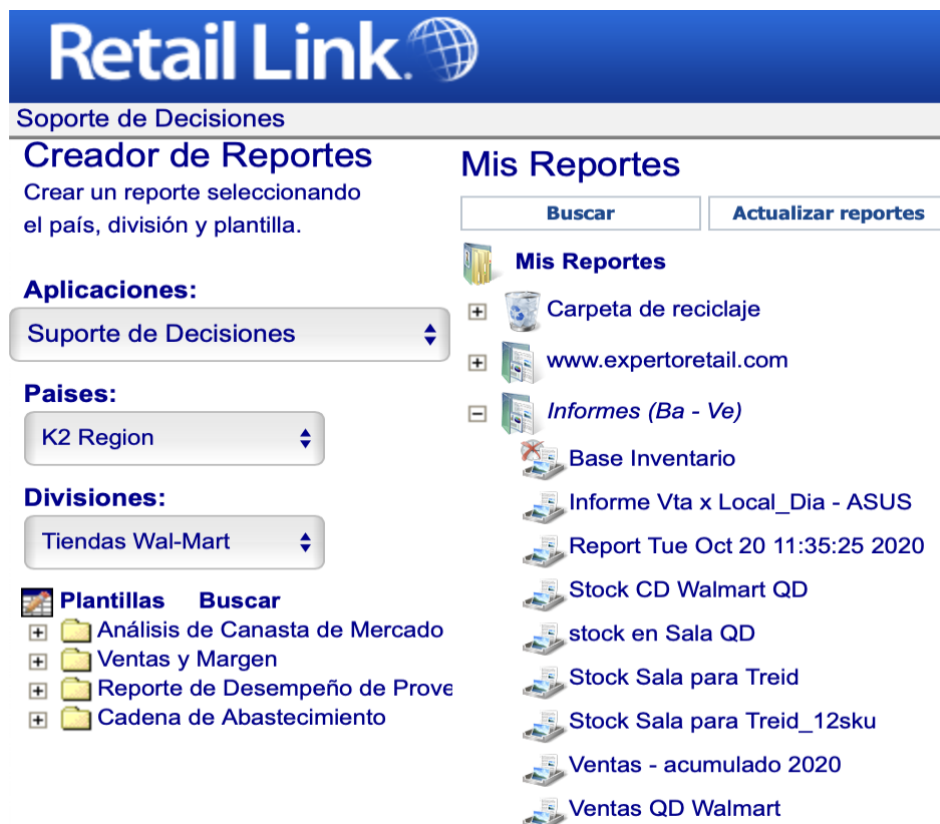 Retail Link.
Soporte de Decisiones
Creador de Reportes
Crear un reporte seleccionando
el país, división y plantilla.
Aplicaciones:
Suporte de Decisiones
Paises:
K2 Region
Divisiones:
Tiendas Wal-Mart
Plantillas Buscar
Análisis de Canasta de Mercado
Ventas y Margen
Reporte de Desempeño de Prove
Cadena de Abastecimiento
Mis Reportes
Buscar Actualizar reportes
Mis Reportes
Carpeta de reciclaje
www.expertoretail.com
Informes (Ba - Ve)
Base Inventario
Informe Vta x Local_Dia - ASUS
Report Tue Oct 20 11:35:25 2020
Stock CD Walmart QD
stock en Sala QD
Stock Sala para Treid
Stock Sala para Treid_12sku
Ventas - acumulado 2020
Ventas QD Walmart